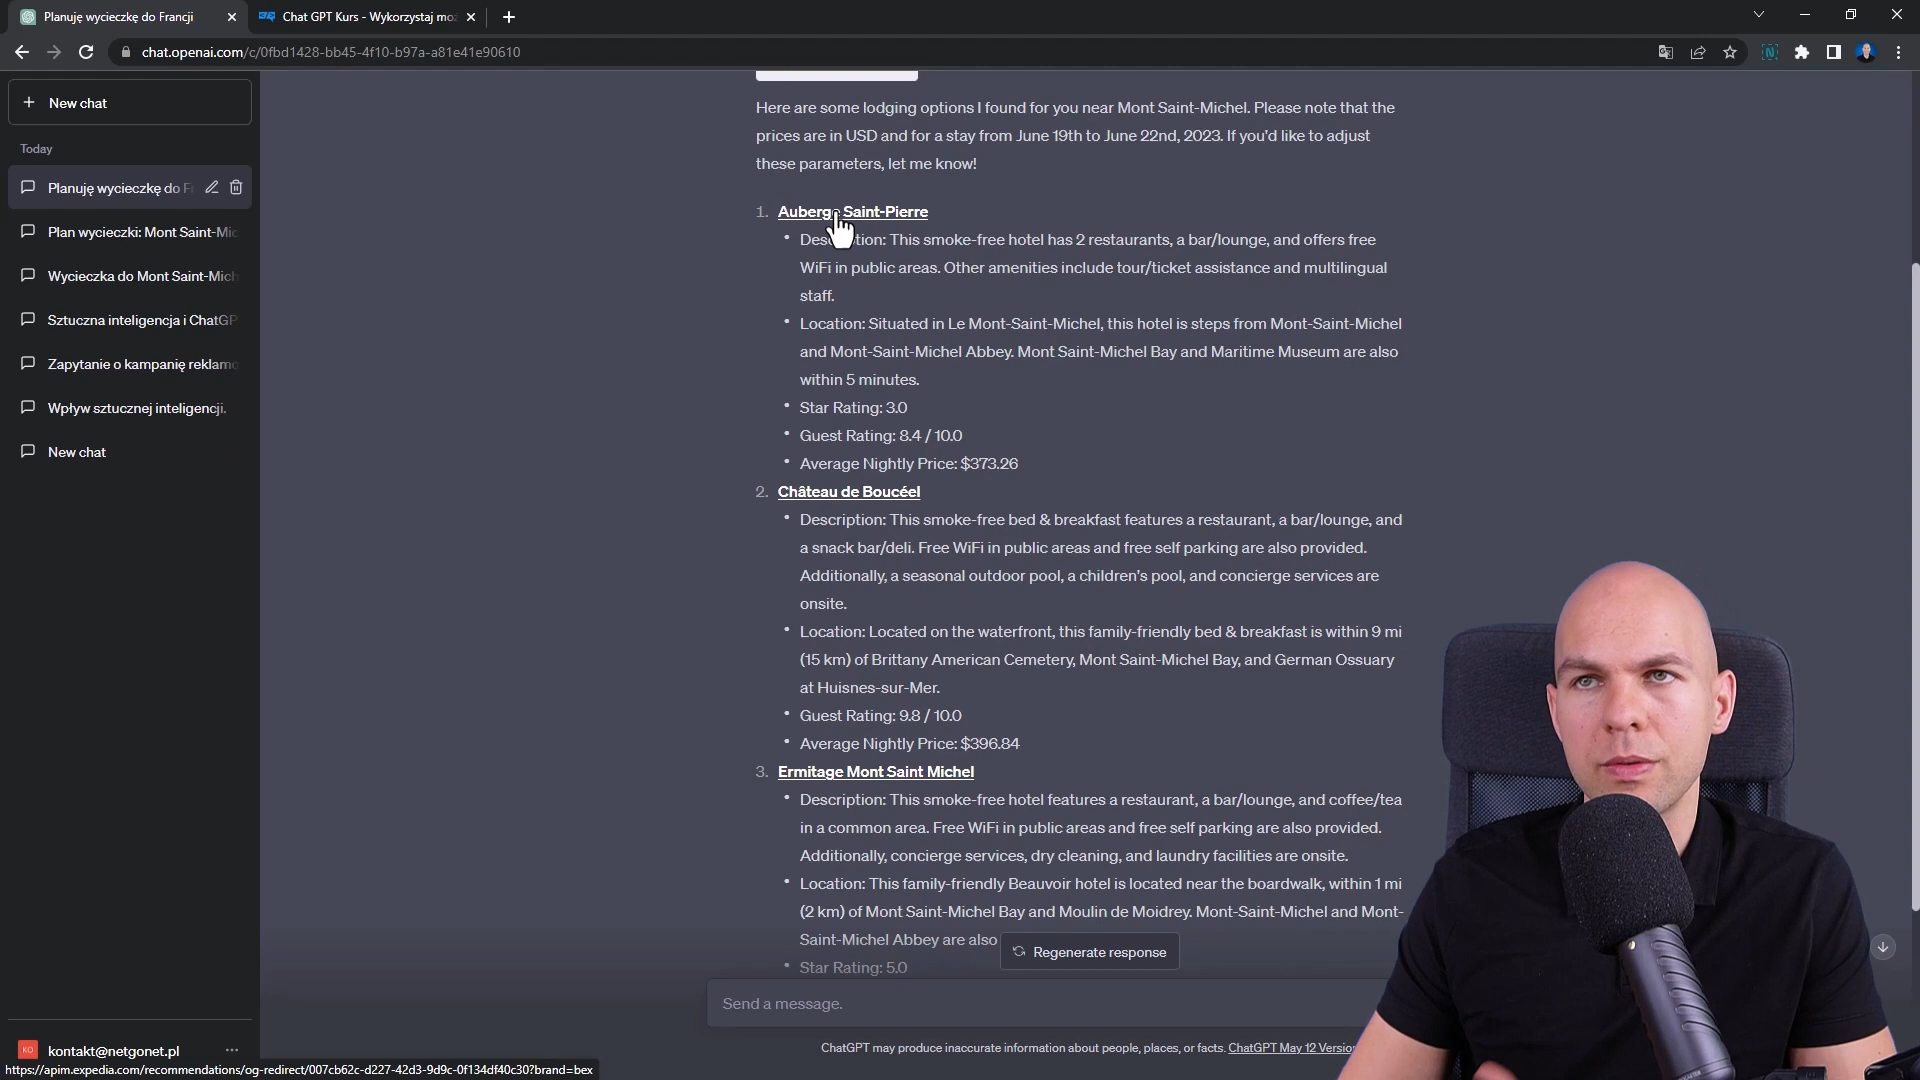 Planuję wycieczkę do Francji
Chat GPT Kurs - Wykorzystaj moż
chat.openai.com/c/0fbd1428-bb45-4f10-b97a-a81e41e90610
New chat
Today
Planuję wycieczkę do Fr
Plan wycieczki: Mont Saint-Mic
Wycieczka do Mont Saint-Mich
Sztuczna inteligencja i ChatGP
Zapytanie o kampanię reklamo
Wpływ sztucznej inteligencji.
New chat
KO kontakt@netgonet.pl
https://apim.expedia.com/recommendations/og-redirect/007cb62c-d227-42d3-9d9c-0f134df40c30?brand=bex
Here are some lodging options I found for you near Mont Saint-Michel. Please note that the
prices are in USD and for a stay from June 19th to June 22nd, 2023. If you'd like to adjust
these parameters, let me know!
1. Auberge Saint-Pierre
• Description: This smoke-free hotel has 2 restaurants, a bar/lounge, and offers free
WiFi in public areas. Other amenities include tour/ticket assistance and multilingual
staff.
• Location: Situated in Le Mont-Saint-Michel, this hotel is steps from Mont-Saint-Michel
and Mont-Saint-Michel Abbey. Mont Saint-Michel Bay and Maritime Museum are also
within 5 minutes.
• Star Rating: 3.0
• Guest Rating: 8.4 / 10.0
• Average Nightly Price: $373.26
2. Château de Boucéel
• Description: This smoke-free bed & breakfast features a restaurant, a bar/lounge, and
a snack bar/deli. Free WiFi in public areas and free self parking are also provided.
Additionally, a seasonal outdoor pool, a children's pool, and concierge services are
onsite.
• Location: Located on the waterfront, this family-friendly bed & breakfast is within 9 mi
(15 km) of Brittany American Cemetery, Mont Saint-Michel Bay, and German Ossuary
at Huisnes-sur-Mer.
• Guest Rating: 9.8 / 10.0
• Average Nightly Price: $396.84
3. Ermitage Mont Saint Michel
• Description: This smoke-free hotel features a restaurant, a bar/lounge, and coffee/tea
in a common area. Free WiFi in public areas and free self parking are also provided.
Additionally, concierge services, dry cleaning, and laundry facilities are onsite.
• Location: This family-friendly Beauvoir hotel is located near the boardwalk, within 1 mi
(2 km) of Mont Saint-Michel Bay and Moulin de Moidrey. Mont-Saint-Michel and Mont-
Saint-Michel Abbey are also
• Star Rating: 5.0
Regenerate response
Send a message.
ChatGPT may produce inaccurate information about people, places, or facts. ChatGPT May 12 Version